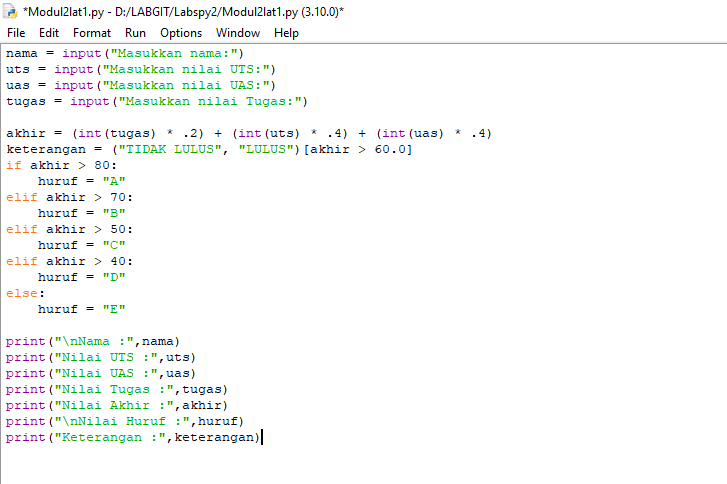 *Modul2lat1.py - D:/LABGIT/Labspy2/Modul2lat1.py (3.10.0)*
File Edit Format Run Options Window Help
nama = input("Masukkan nama:")
uts = input("Masukkan nilai UTS:")
uas = input("Masukkan nilai UAS:")
tugas = input("Masukkan nilai Tugas:")

akhir = (int(tugas) * .2) + (int(uts) * .4) + (int(uas) * .4)
keterangan = ("TIDAK LULUS", "LULUS")[akhir > 60.0]
if akhir > 80:
    huruf = "A"
elif akhir > 70:
    huruf = "B"
elif akhir > 50:
    huruf = "C"
elif akhir > 40:
    huruf = "D"
else:
    huruf = "E"

print("\nNama :",nama)
print("Nilai UTS :",uts)
print("Nilai UAS :",uas)
print("Nilai Tugas :",tugas)
print("Nilai Akhir :",akhir)
print("\nNilai Huruf :",huruf)
print("Keterangan :",keterangan)